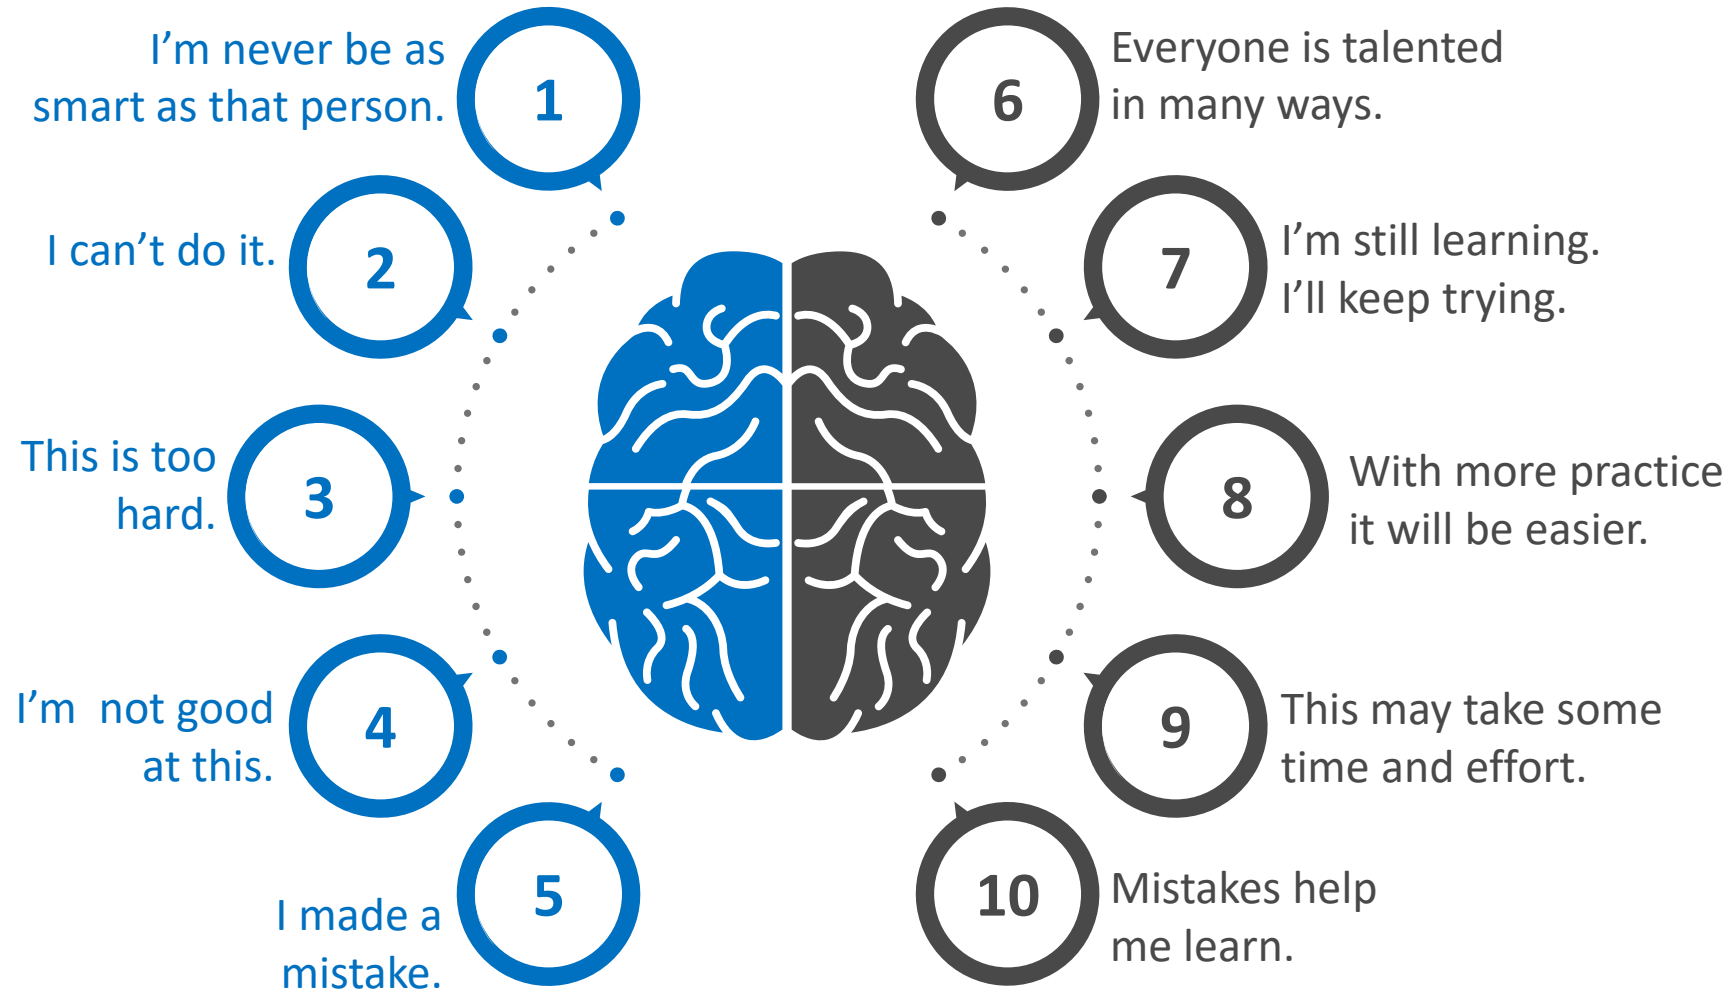 I’m never be as
smart as that person.
1
I can’t do it.
2
This is too
hard.
3
I’m  not good
at this.
4
I made a
mistake.
5
6
Everyone is talented
in many ways.
7
I’m still learning.
I’ll keep trying.
8
With more practice
it will be easier.
9
This may take some
time and effort.
10
Mistakes help
me learn.